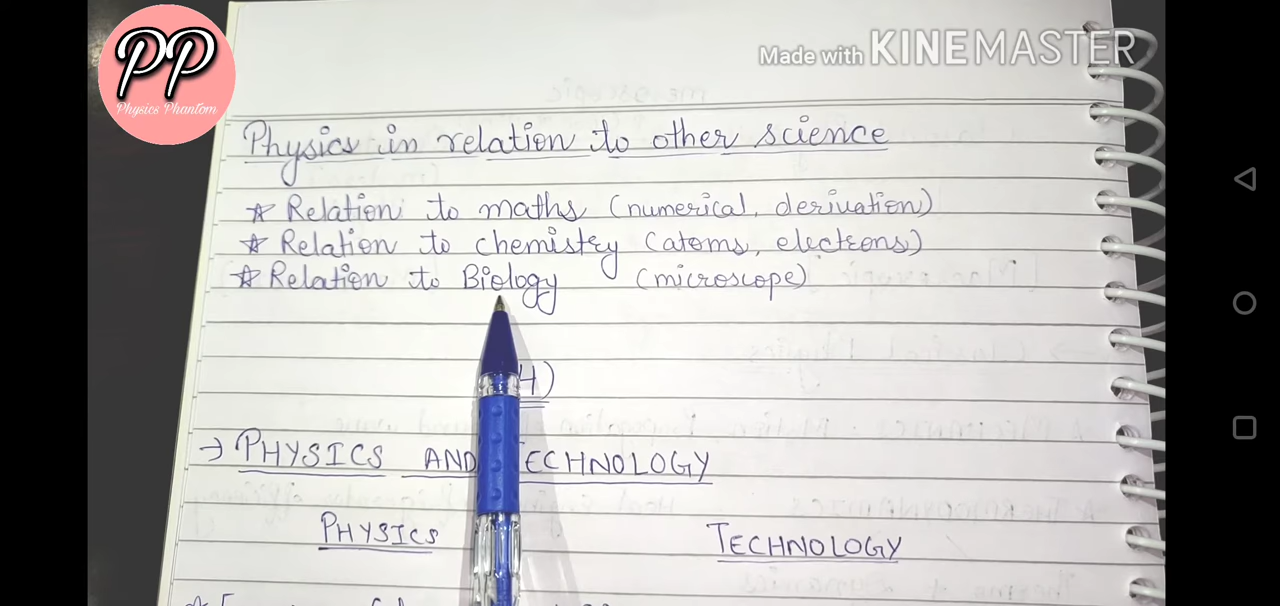 PP
Physics Phantom
Made with KINEMASTER
Physics in relation to other science
☆ Relation to maths (numerical, derivation)
☆ Relation to chemistry (atoms, electrons)
☆ Relation to Biology (microscope)
4)
→ PHYSICS AND TECHNOLOGY
PHYSICS TECHNOLOGY